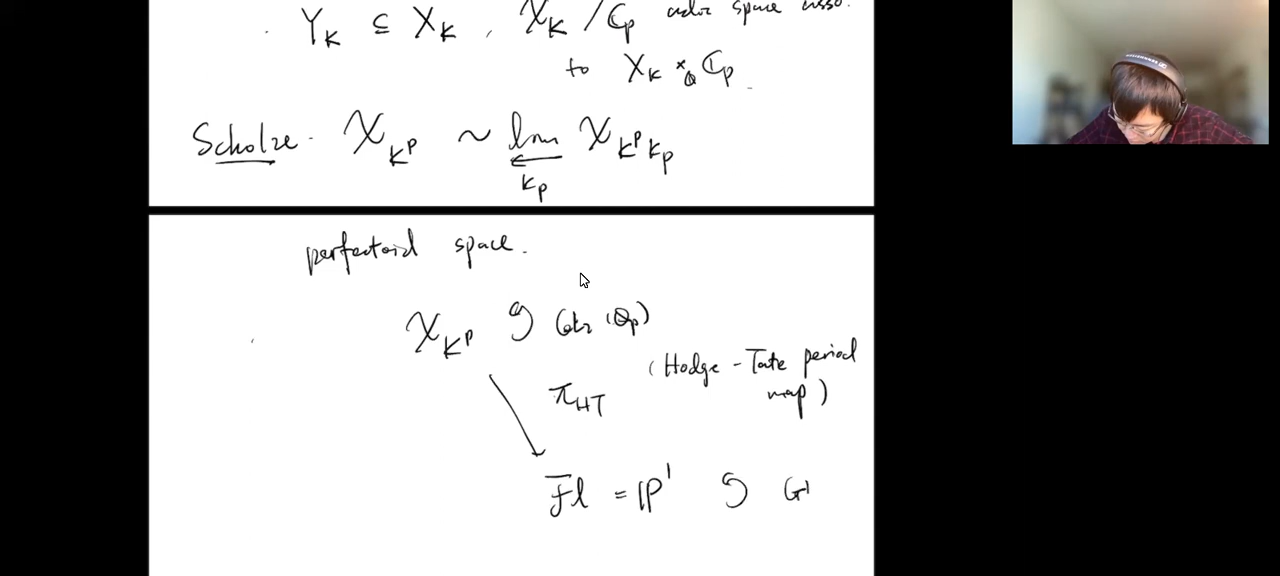 Y_K ⊆ X_K , 𝒳_K / ℂ_p adic space asso.
to X_K ×_ℚ ℂ_p
Scholze. 𝒳_{K^p} ~ lim← _{K_p} 𝒳_{K^p K_p}
perfectoid space.
𝒳_{K^p} GL_2 (ℚ_p)
π_HT (Hodge - Tate period map)
Fl = ℙ^1 G